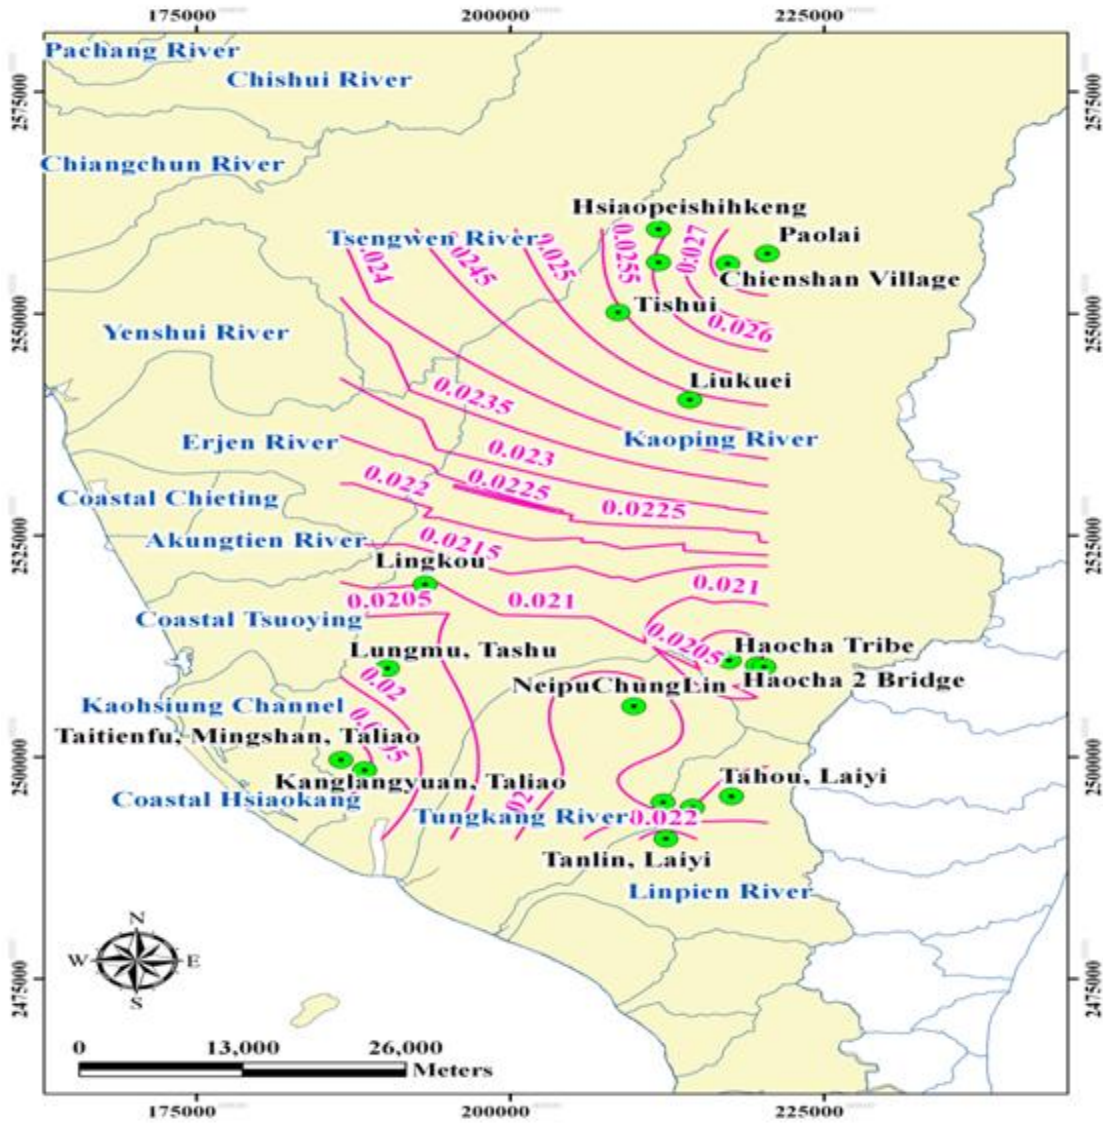 175000 200000 225000
Pachang River
Chishui River
2575000 2575000
Chiangchun River
Hsiaopeishihkeng
Tsengwen River
Paolai
0.024 0.0245 0.025 0.0255 0.027
Chienshan Village
Tishui
2550000 2550000
0.026
Yenshui River
Liukuei
0.0235
Erjen River
Kaoping River
0.023
0.022 0.0225
Coastal Chieting
0.0225
Akungtien River
0.0215
2525000 2525000
Lingkou
0.0205 0.021 0.021
Coastal Tsuoying
0.0205
Haocha Tribe
Lungmu, Tashu
Haocha 2 Bridge
NeipuChungLin
0.02
Kaohsiung Channel
Taitienfu, Mingshan, Taliao
2500000 2500000
Kanglangyuan, Taliao
Tahou, Laiyi
Coastal Hsiaokang
Tungkang River
0.022
Tanlin, Laiyi
Linpien River
N
W E
S
2475000 2475000
0 13,000 26,000
Meters
175000 200000 225000